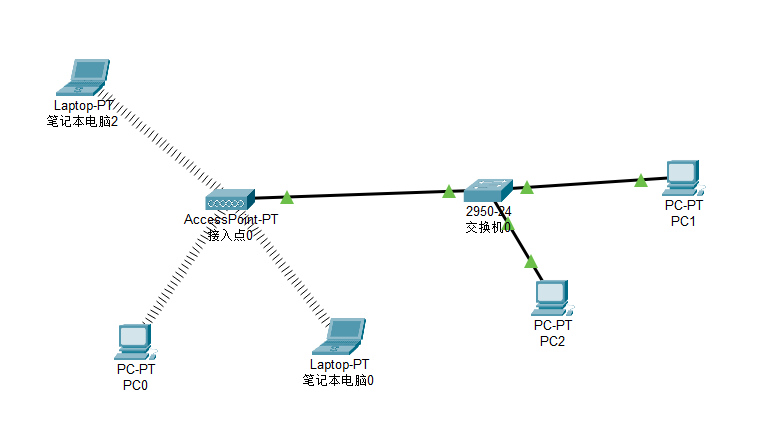 Laptop-PT
笔记本电脑2
AccessPoint-PT
接入点0
2950-24
交换机0
PC-PT
PC1
PC-PT
PC2
PC-PT
PC0
Laptop-PT
笔记本电脑0